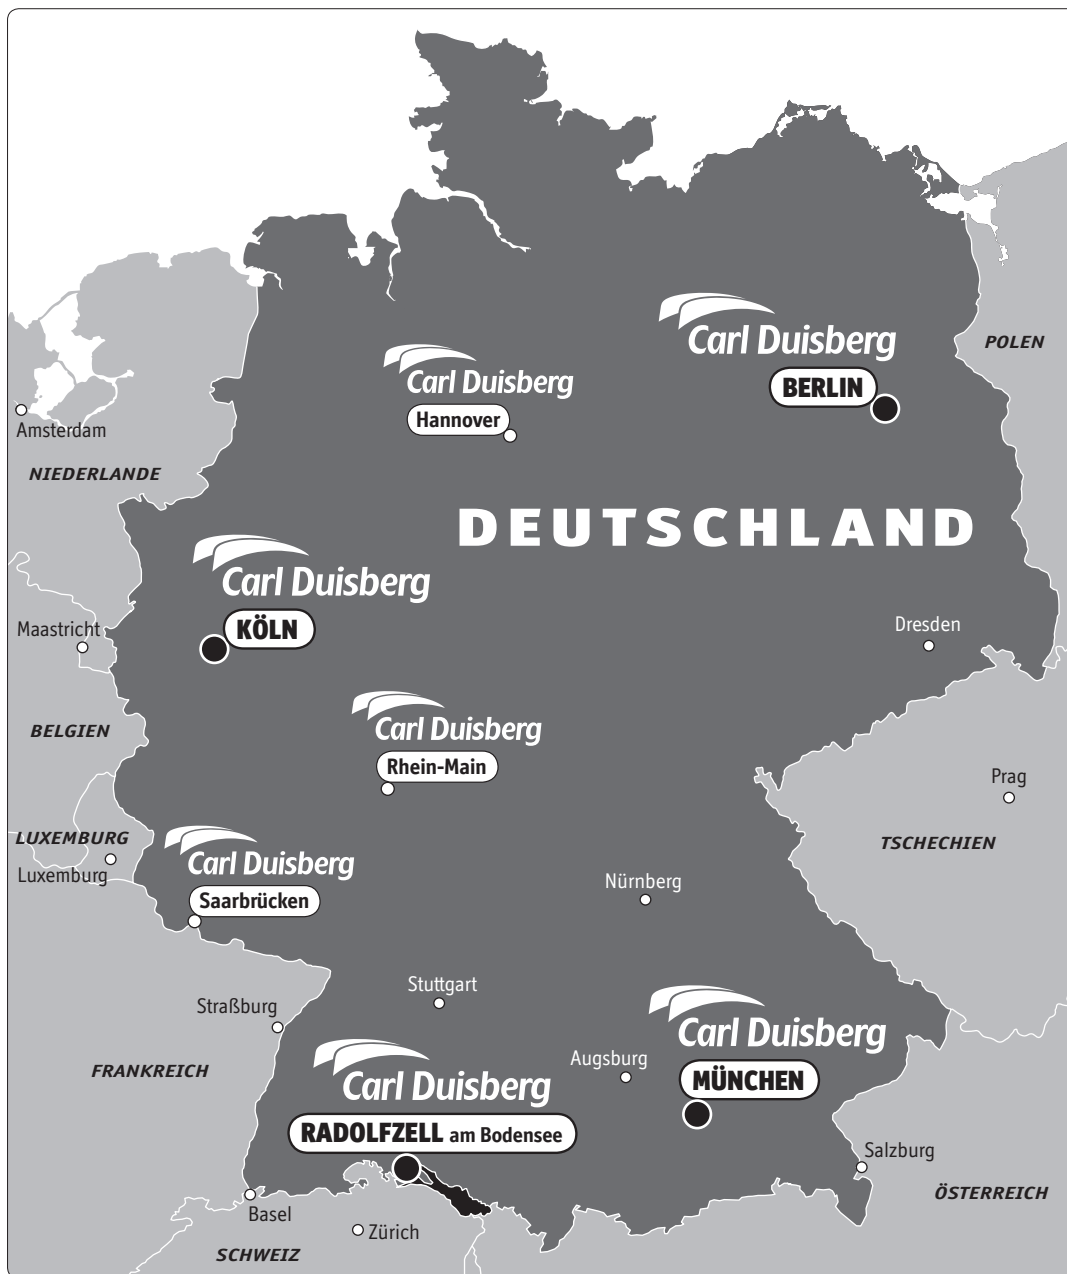 Carl Duisberg
BERLIN
POLEN
Carl Duisberg
Hannover
Amsterdam
NIEDERLANDE
DEUTSCHLAND
Carl Duisberg
KÖLN
Maastricht
Dresden
BELGIEN
Carl Duisberg
Rhein-Main
Prag
LUXEMBURG
Luxemburg
TSCHECHIEN
Carl Duisberg
Saarbrücken
Nürnberg
Stuttgart
Straßburg
Carl Duisberg
MÜNCHEN
Augsburg
FRANKREICH
Carl Duisberg
RADOLFZELL am Bodensee
Salzburg
ÖSTERREICH
Basel
Zürich
SCHWEIZ